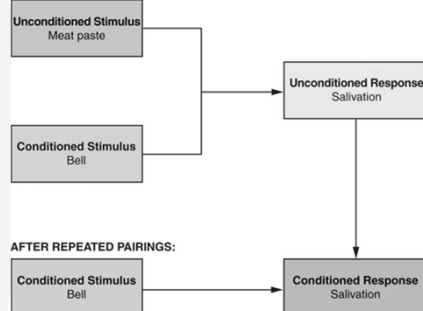 Unconditioned Stimulus
Meat paste
Unconditioned Response
Salivation
Conditioned Stimulus
Bell
AFTER REPEATED PAIRINGS:
Conditioned Stimulus
Bell
Conditioned Response
Salivation